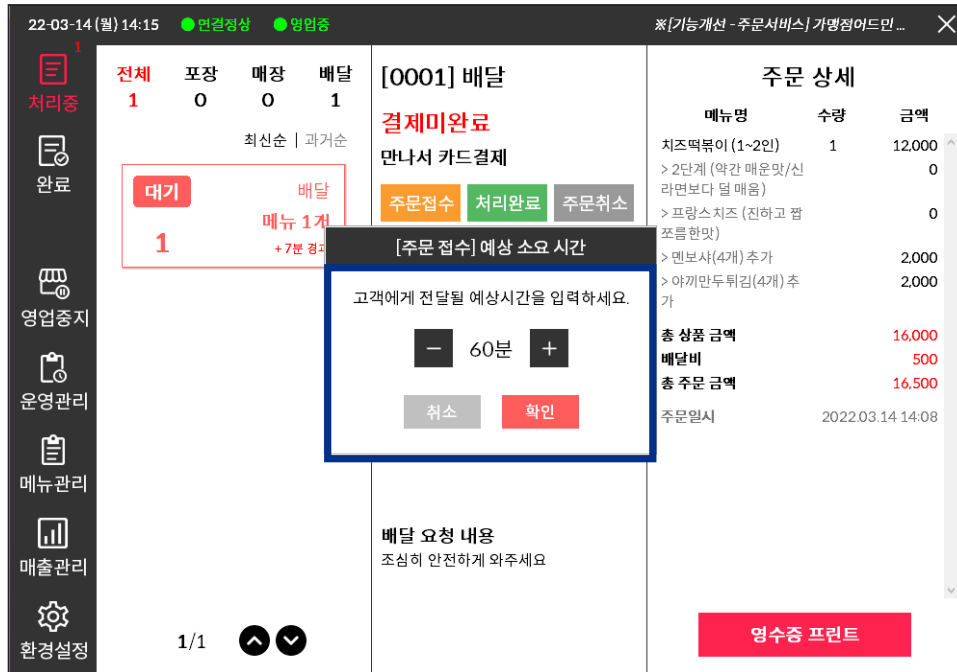 22-03-14 (월) 14:15 연결정상 영업중 ※[기능개선 - 주문서비스] 가맹점어드민 ...
1
처리중
완료
영업중지
운영관리
메뉴관리
매출관리
환경설정
전체 포장 매장 배달
1 0 0 1
최신순 | 과거순
대기 배달
메뉴 1개
1 + 7분 경과
1/1
[0001] 배달
결제미완료
만나서 카드결제
주문접수 처리완료 주문취소
[주문 접수] 예상 소요 시간
고객에게 전달될 예상시간을 입력하세요.
− 60분 +
취소 확인
배달 요청 내용
조심히 안전하게 와주세요
주문 상세
메뉴명 수량 금액
치즈떡볶이 (1~2인) 1 12,000
> 2단계 (약간 매운맛/신 0
라면보다 덜 매움)
> 프랑스치즈 (진하고 짭 0
쪼름한맛)
> 멘보샤(4개) 추가 2,000
> 야끼만두튀김(4개) 추 2,000
가
총 상품 금액 16,000
배달비 500
총 주문 금액 16,500
주문일시 2022.03.14 14:08
영수증 프린트